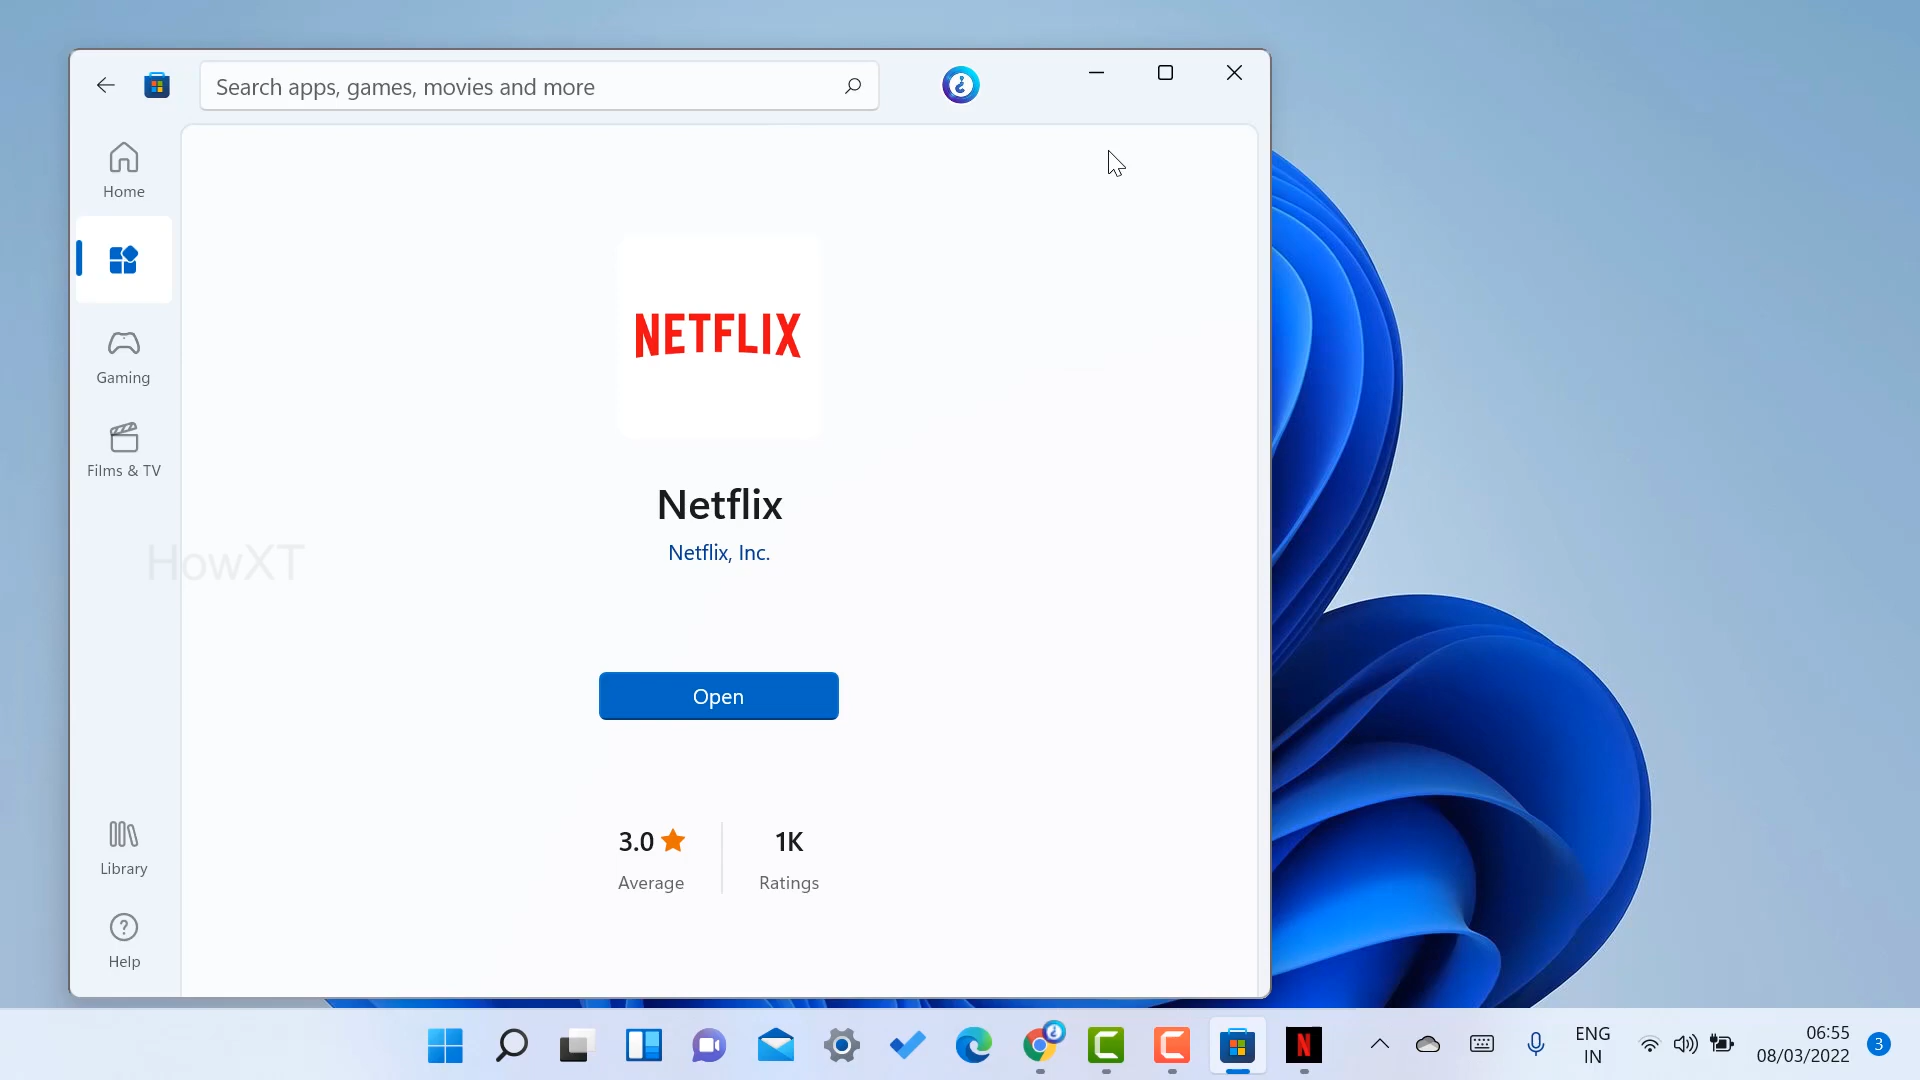 Search apps, games, movies and more
Home
Gaming
Films & TV
HowXT
Library
Help
NETFLIX
Netflix
Netflix, Inc.
Open
3.0
Average
1K
Ratings
N
ENG
IN
06:55
08/03/2022
3